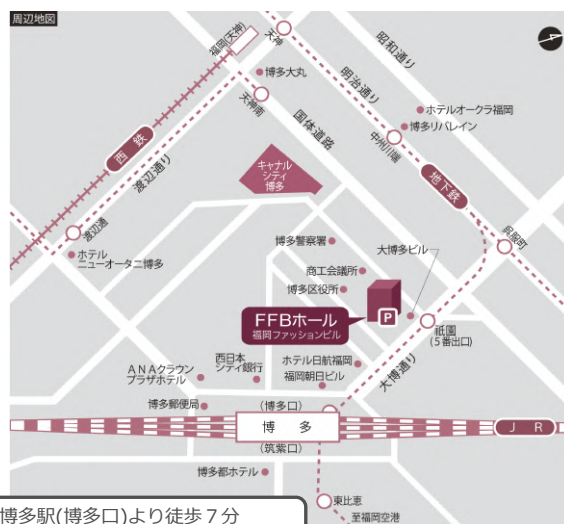 周辺地図
福岡(天神)
天神
昭和通り
明治通り
博多大丸
天神南
国体道路
ホテルオークラ福岡
博多リバレイン
中州川端
西鉄
渡辺通り
キャナル
シティ
博多
地下鉄
呉服町
渡辺通
ホテル
ニューオータニ博多
博多警察署
大博多ビル
商工会議所
博多区役所
FFBホール
福岡ファッションビル
P
祇園
(5番出口)
大博通り
西日本
シティ銀行
ホテル日航福岡
福岡朝日ビル
ANAクラウン
プラザホテル
博多郵便局
(博多口)
博多
JR
(筑紫口)
博多都ホテル
東比恵
至福岡空港
博多駅(博多口)より徒歩7分